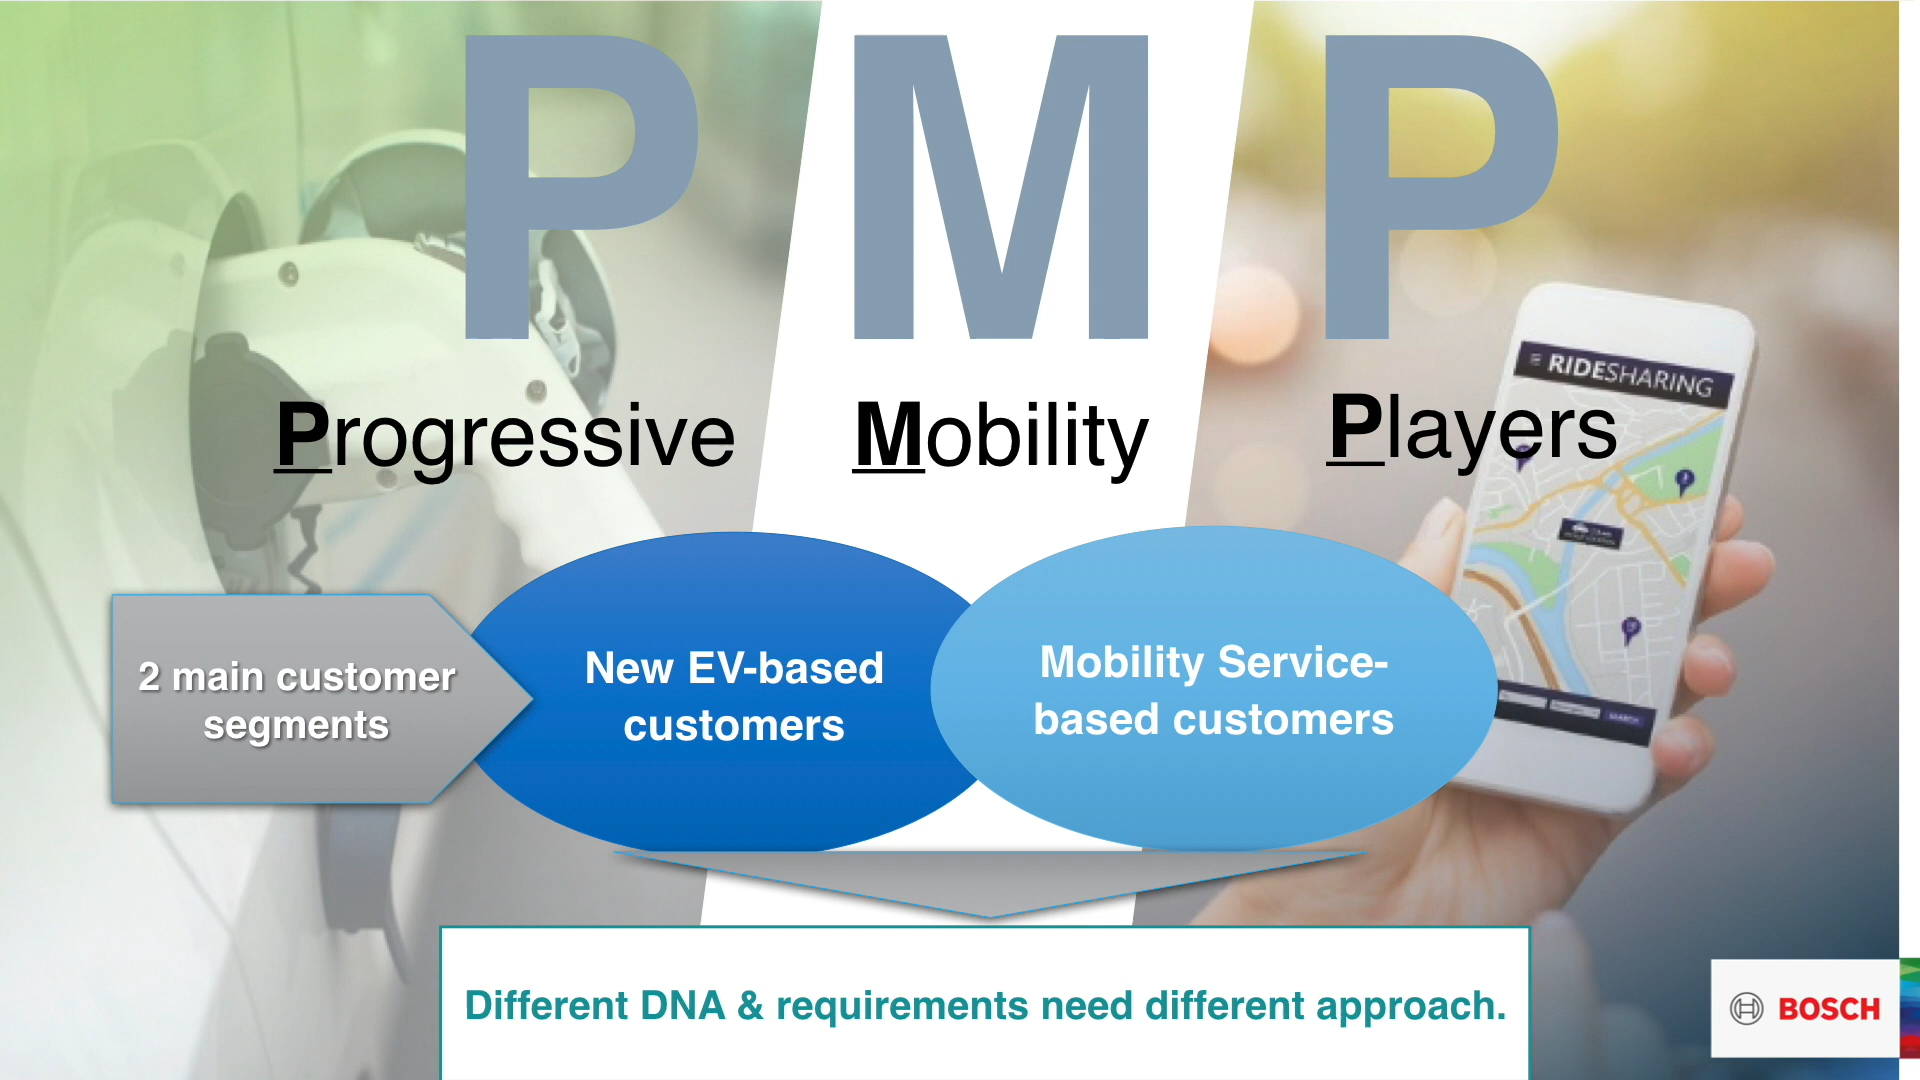 P M P
Progressive Mobility Players
≡ RIDESHARING
2 main customer
segments
New EV-based
customers
Mobility Service-
based customers
SEARCH
Different DNA & requirements need different approach.
BOSCH